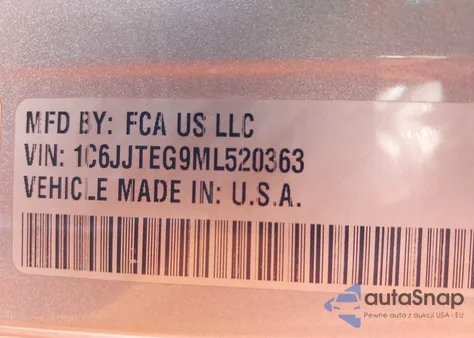 MFD BY: FCA US LLC
VIN: 1C6JJTEG9ML520363
VEHICLE MADE IN: U.S.A.
autaSnap
Pewne auta z aukcji USA i EU